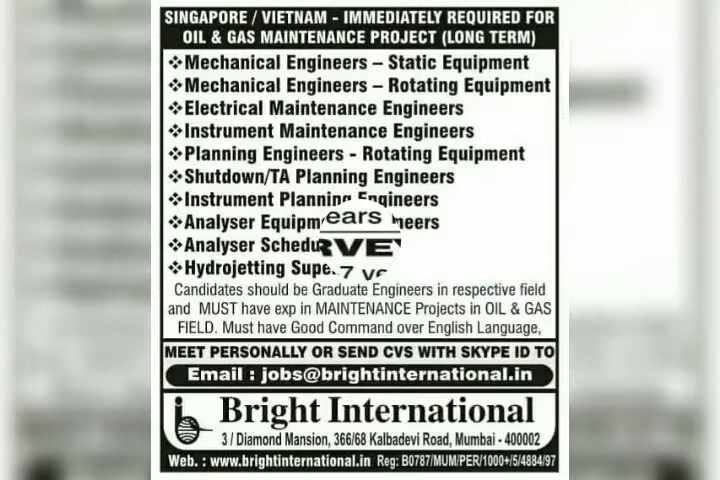 SINGAPORE / VIETNAM - IMMEDIATELY REQUIRED FOR
OIL & GAS MAINTENANCE PROJECT (LONG TERM)
❖Mechanical Engineers – Static Equipment
❖Mechanical Engineers – Rotating Equipment
❖Electrical Maintenance Engineers
❖Instrument Maintenance Engineers
❖Planning Engineers - Rotating Equipment
❖Shutdown/TA Planning Engineers
❖Instrument Planning Engineers
❖Analyser
ears
❖Analyser
❖Hydrojetting
7
Candidates should be Graduate Engineers in respective field
and MUST have exp in MAINTENANCE Projects in OIL & GAS
FIELD. Must have Good Command over English Language,
MEET PERSONALLY OR SEND CVS WITH SKYPE ID TO
Email : jobs@brightinternational.in
Bright International
3 / Diamond Mansion, 366/68 Kalbadevi Road, Mumbai - 400002
Web. : www.brightinternational.in Reg: B0787/MUM/PER/1000+/5/4884/97